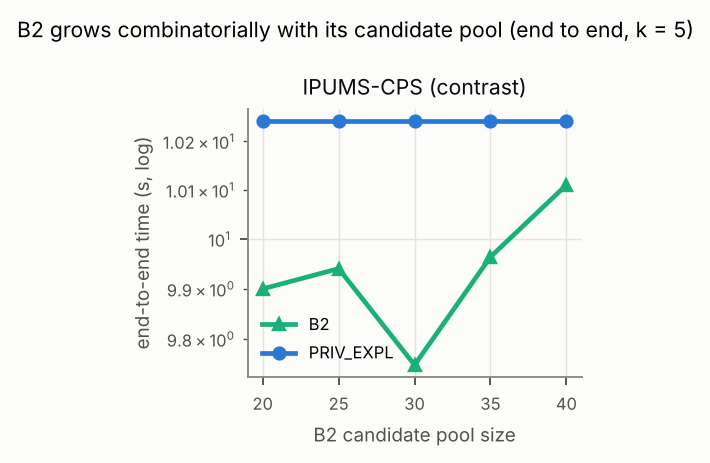 B2 grows combinatorially with its candidate pool (end to end, k = 5)
IPUMS-CPS (contrast)
end-to-end time (s, log)
1.02 × 10¹
1.01 × 10¹
10¹
9.9 × 10⁰
9.8 × 10⁰
B2
PRIV_EXPL
20 25 30 35 40
B2 candidate pool size